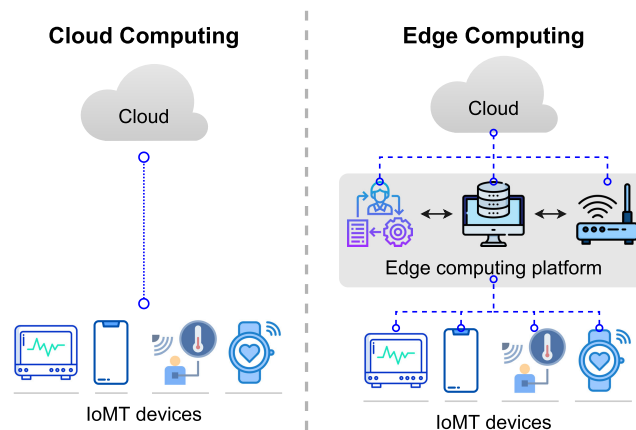 Cloud Computing
Cloud
IoMT devices
Edge Computing
Cloud
Edge computing platform
IoMT devices